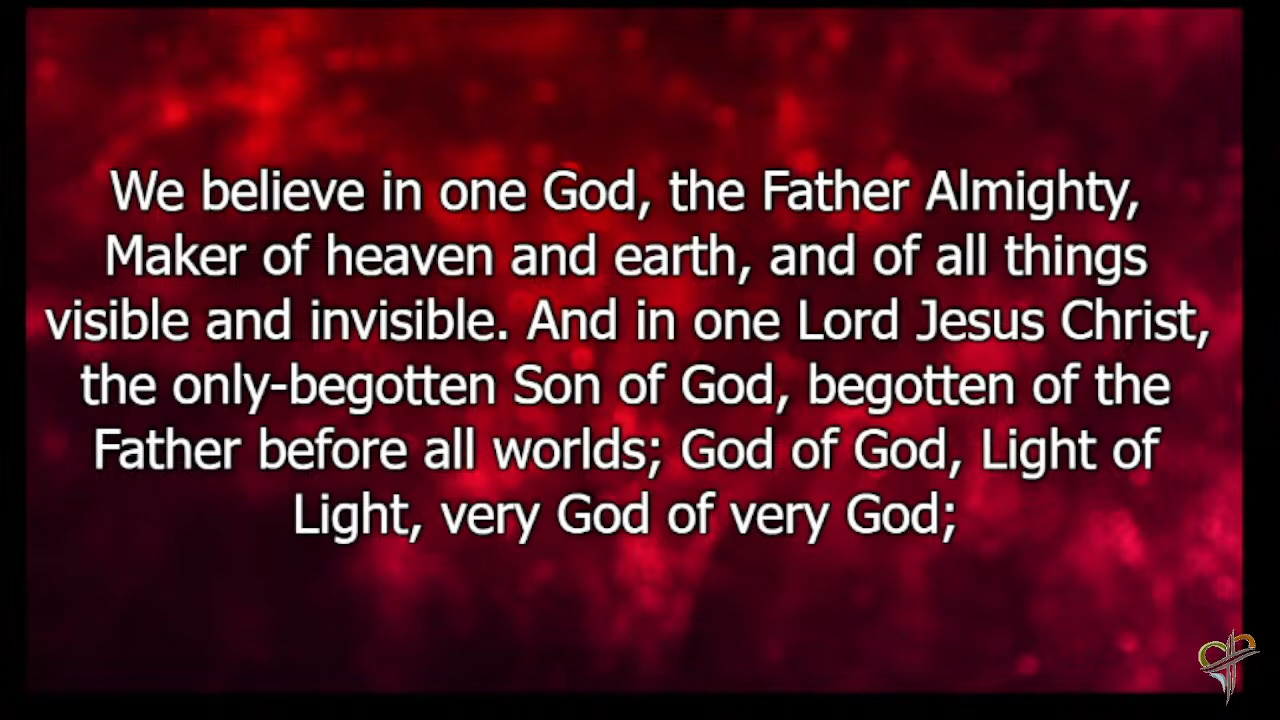 We believe in one God, the Father Almighty,
Maker of heaven and earth, and of all things
visible and invisible. And in one Lord Jesus Christ,
the only-begotten Son of God, begotten of the
Father before all worlds; God of God, Light of
Light, very God of very God;